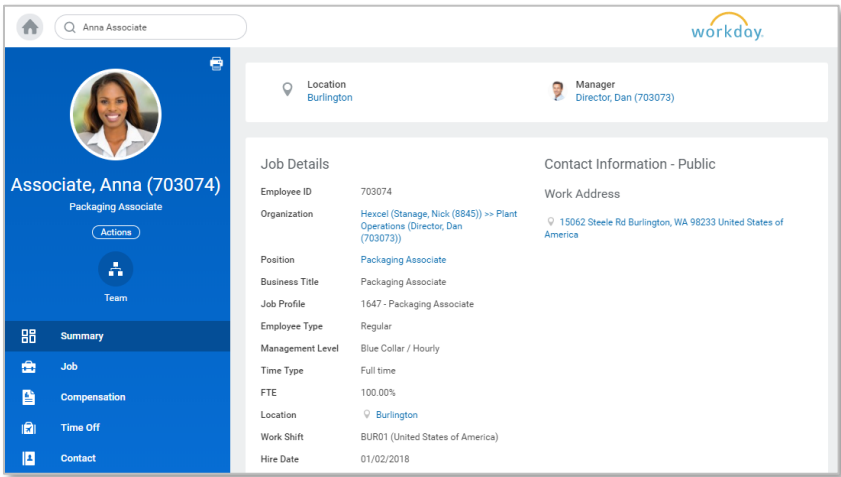 Anna Associate
workday.
Associate, Anna (703074)
Packaging Associate
Actions
Team
Summary
Job
Compensation
Time Off
Contact
Location
Burlington
Manager
Director, Dan (703073)
Job Details
Employee ID 703074
Organization Hexcel (Stanage, Nick (8845)) >> Plant
Operations (Director, Dan
(703073))
Position Packaging Associate
Business Title Packaging Associate
Job Profile 1647 - Packaging Associate
Employee Type Regular
Management Level Blue Collar / Hourly
Time Type Full time
FTE 100.00%
Location Burlington
Work Shift BUR01 (United States of America)
Hire Date 01/02/2018
Contact Information - Public
Work Address
15062 Steele Rd Burlington, WA 98233 United States of
America